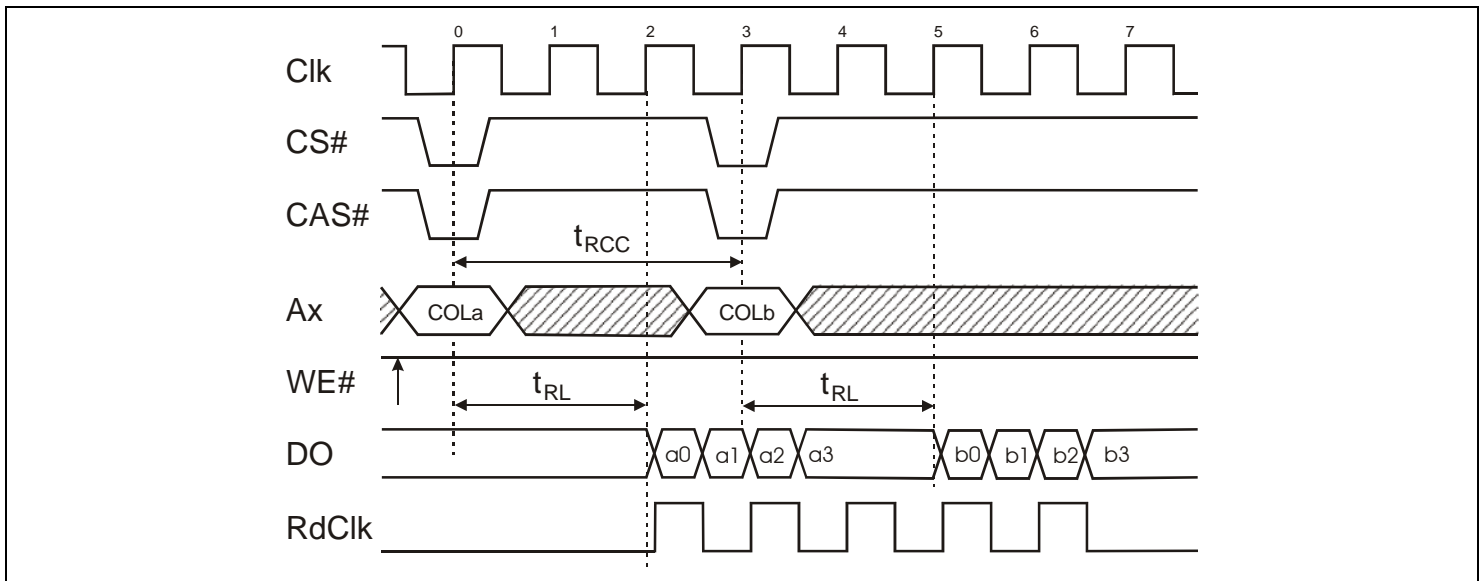 0 1 2 3 4 5 6 7
Clk
CS#
CAS#
tRCC
Ax COLa COLb
WE#
tRL tRL
DO a0 a1 a2 a3 b0 b1 b2 b3
RdClk